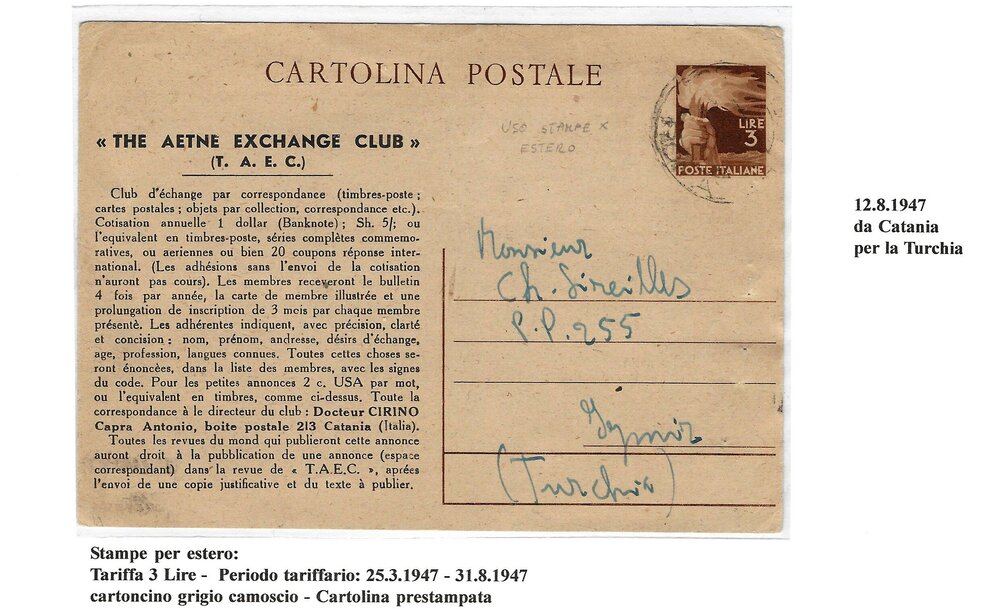 CARTOLINA POSTALE
LIRE
3
POSTE ITALIANE
USO STAMPE X
ESTERO
« THE AETNE EXCHANGE CLUB »
(T. A. E. C.)
Club d'échange par correspondance (timbres-poste ;
cartes postales ; objets par collection, correspondance etc.).
Cotisation annuelle 1 dollar (Banknote) ; Sh. 5/; ou
l'equivalent en timbres-poste, séries complètes commemo-
ratives, ou aeriennes ou bien 20 coupons réponse inter-
national. (Les adhésions sans l'envoi de la cotisation
n'auront pas cours). Les membres receveront le bulletin
4 fois par année, la carte de membre illustrée et une
prolungation de inscription de 3 mois par chaque membre
présentè. Les adhérentes indiquent, avec précision, clarté
et concision : nom, prénom, andresse, désirs d'échange,
age, profession, langues connues. Toutes cettes choses se-
ront énoncèes, dans la liste des membres, avec les signes
du code. Pour les petites annonces 2 c. USA par mot,
ou l'equivalent en timbres, comme ci-dessus. Toute la
correspondance à le directeur du club : Docteur CIRINO
Capra Antonio, boite postale 213 Catania (Italia).
Toutes les revues du mond qui publieront cette annonce
auront droit à la pubblication de une annonce (espace
correspondant) dans la revue de « T.A.E.C. », aprées
l'envoi de une copie justificative et du texte à publier.
Monsieur
Ch. Sireilles
P.P. 255
Izmir
(Turchia)
12.8.1947
da Catania
per la Turchia
Stampe per estero:
Tariffa 3 Lire - Periodo tariffario: 25.3.1947 - 31.8.1947
cartoncino grigio camoscio - Cartolina prestampata